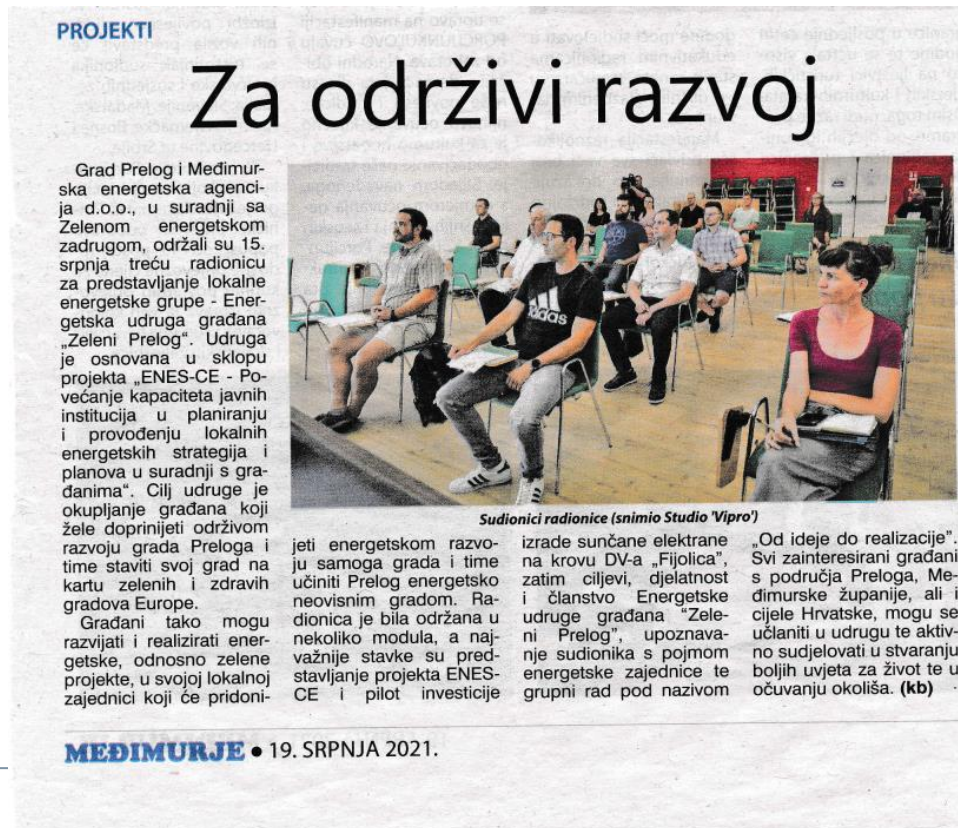 PROJEKTI
Za održivi razvoj
Grad Prelog i Međimur-
ska energetska agenci-
ja d.o.o., u suradnji sa
Zelenom energetskom
zadrugom, održali su 15.
srpnja treću radionicu
za predstavljanje lokalne
energetske grupe - Ener-
getska udruga građana
„Zeleni Prelog“. Udruga
je osnovana u sklopu
projekta „ENES-CE - Po-
većanje kapaciteta javnih
institucija u planiranju
i provođenju lokalnih
energetskih strategija i
planova u suradnji s gra-
đanima“. Cilj udruge je
okupljanje građana koji
žele doprinijeti održivom
razvoju grada Preloga i
time staviti svoj grad na
kartu zelenih i zdravih
gradova Europe.
Građani tako mogu
razvijati i realizirati ener-
getske, odnosno zelene
projekte, u svojoj lokalnoj
zajednici koji će pridoni-
adidas
Sudionici radionice (snimio Studio 'Vipro')
jeti energetskom razvo-
ju samoga grada i time
učiniti Prelog energetsko
neovisnim gradom. Ra-
dionica je bila održana u
nekoliko modula, a naj-
važnije stavke su pred-
stavljanje projekta ENES-
CE i pilot investicije
izrade sunčane elektrane
na krovu DV-a „Fijolica”,
zatim ciljevi, djelatnost
i članstvo Energetske
udruge građana “Zele-
ni Prelog”, upoznava-
nje sudionika s pojmom
energetske zajednice te
grupni rad pod nazivom
„Od ideje do realizacije”.
Svi zainteresirani građani
s područja Preloga, Me-
đimurske županije, ali i
cijele Hrvatske, mogu se
učlaniti u udrugu te aktiv-
no sudjelovati u stvaranju
boljih uvjeta za život te u
očuvanju okoliša. (kb)
MEĐIMURJE • 19. SRPNJA 2021.